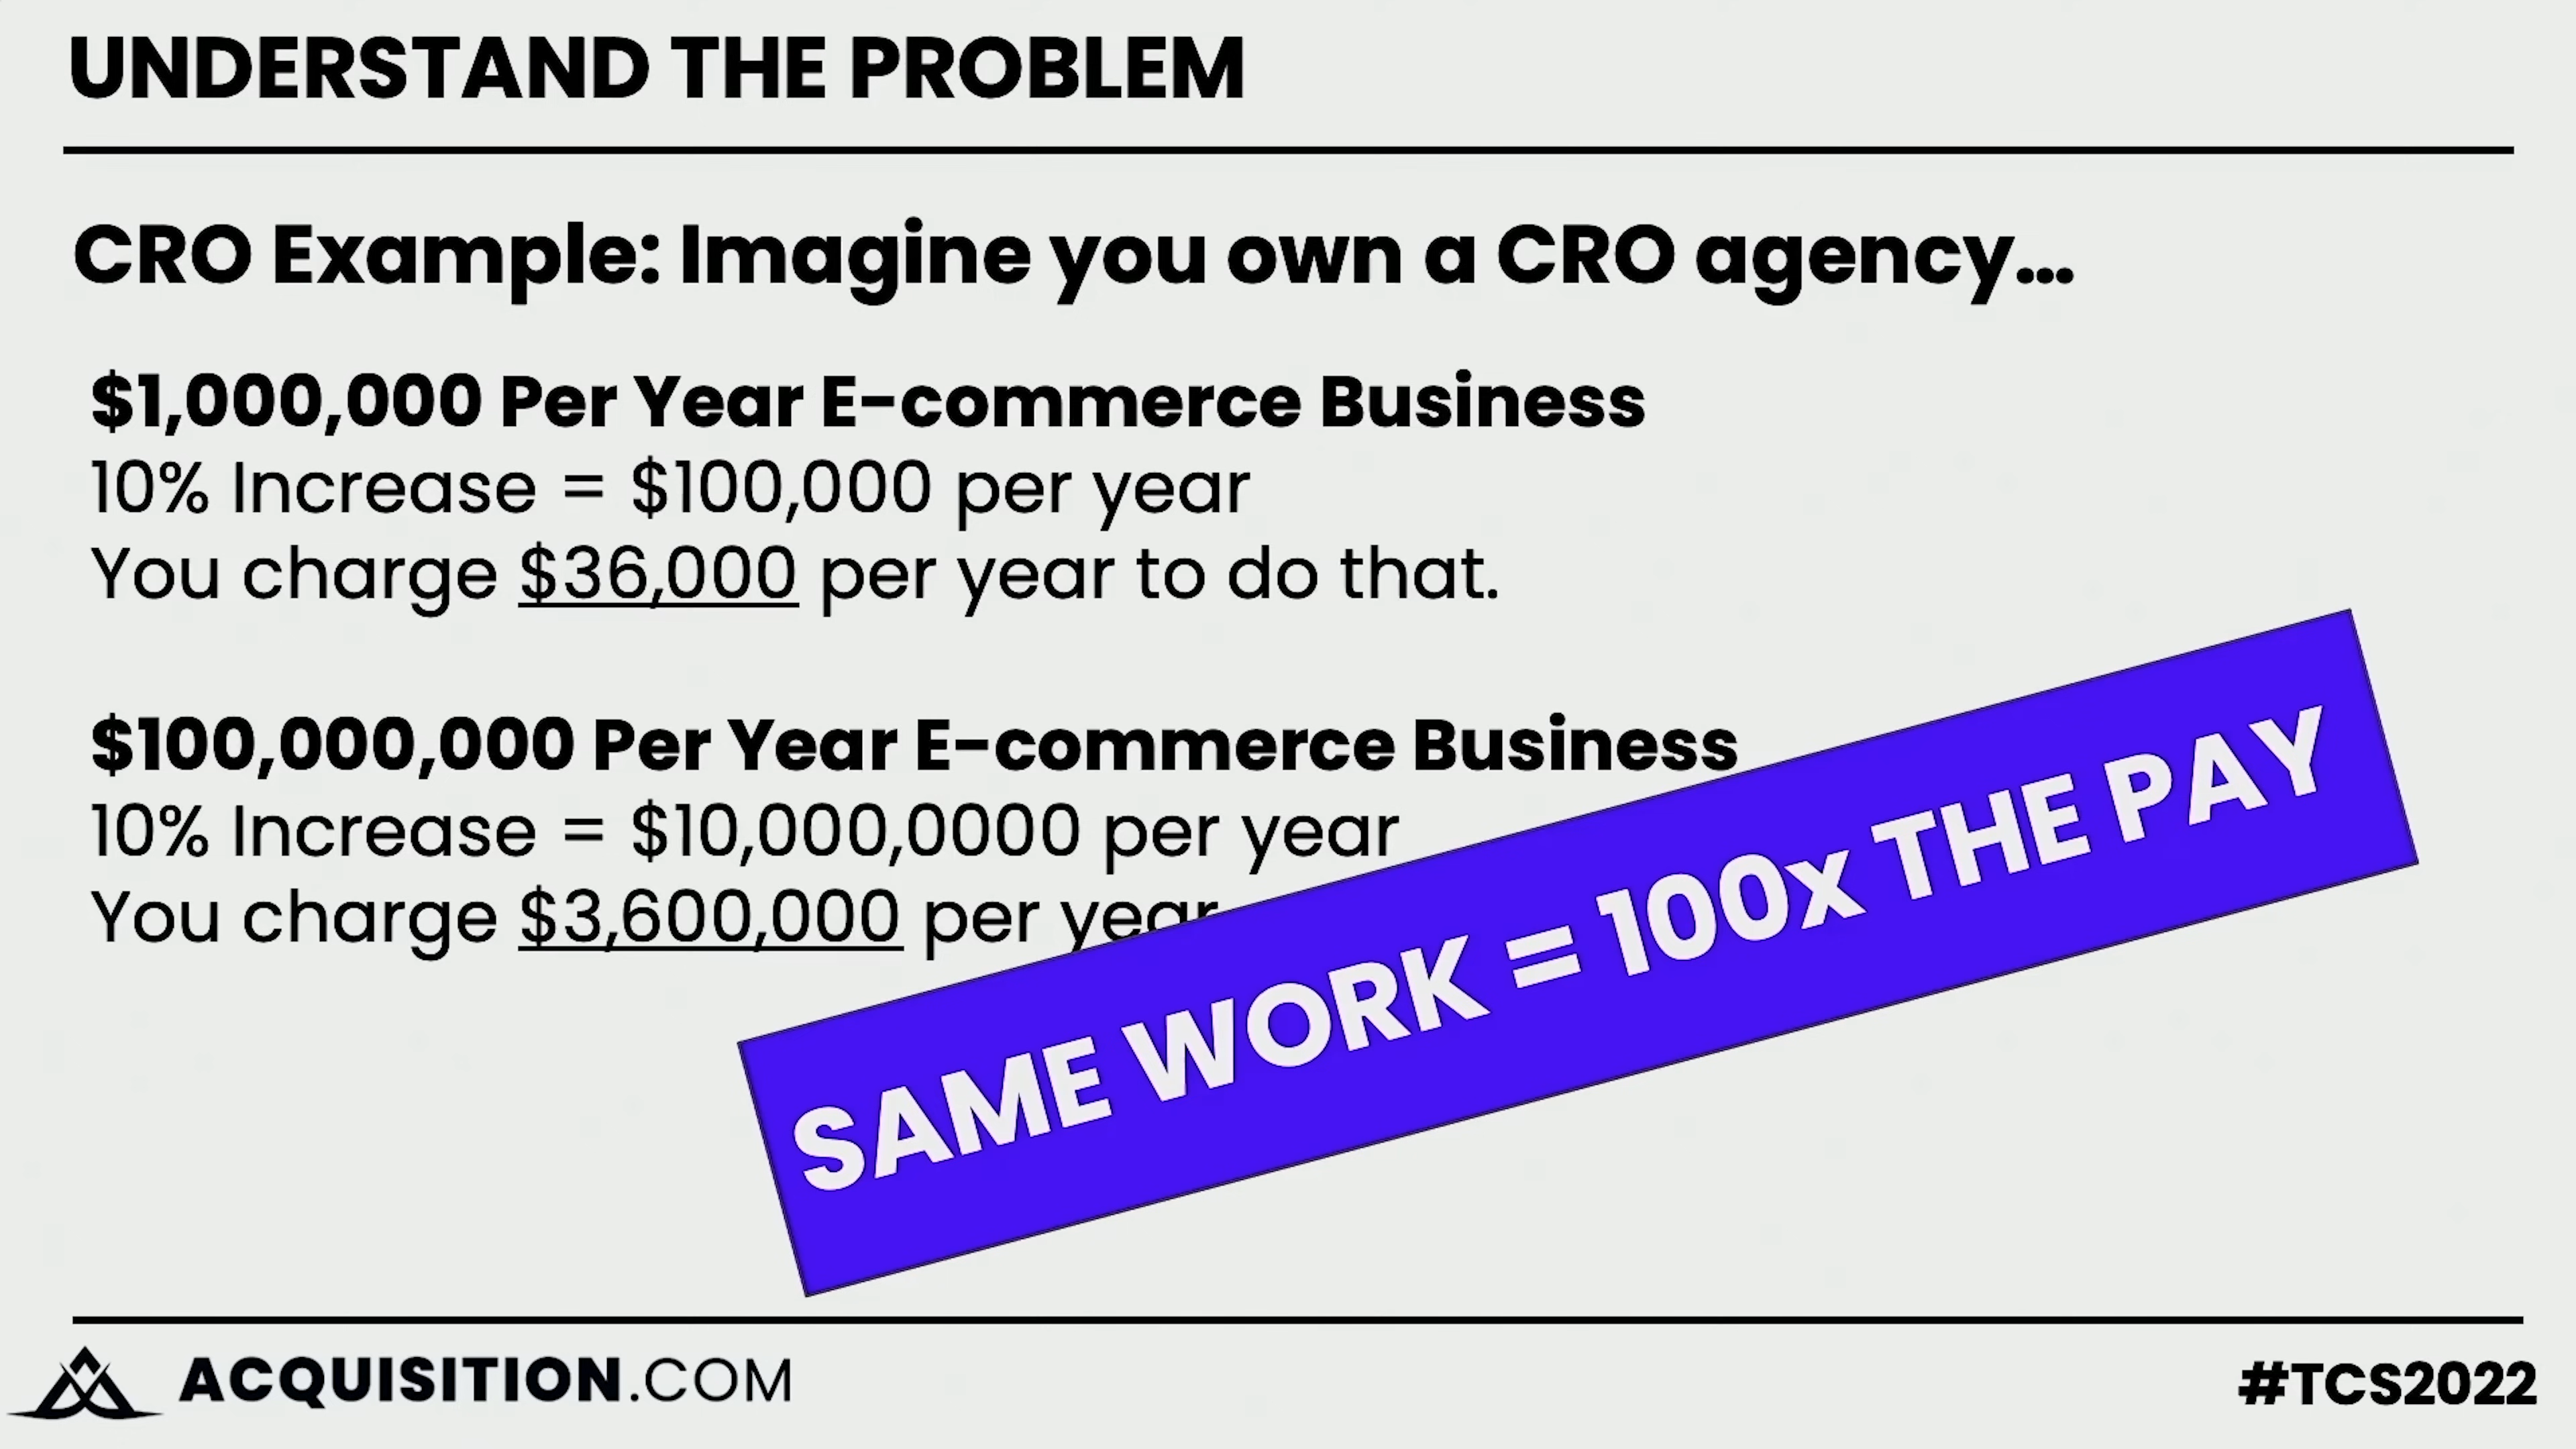 UNDERSTAND THE PROBLEM
CRO Example: Imagine you own a CRO agency...
$1,000,000 Per Year E-commerce Business
10% Increase = $100,000 per year
You charge $36,000 per year to do that.
$100,000,000 Per Year E-commerce Business
10% Increase = $10,000,0000 per year
You charge $3,600,000 per year
SAME WORK = 100x THE PAY
ACQUISITION.COM
#TCS2022